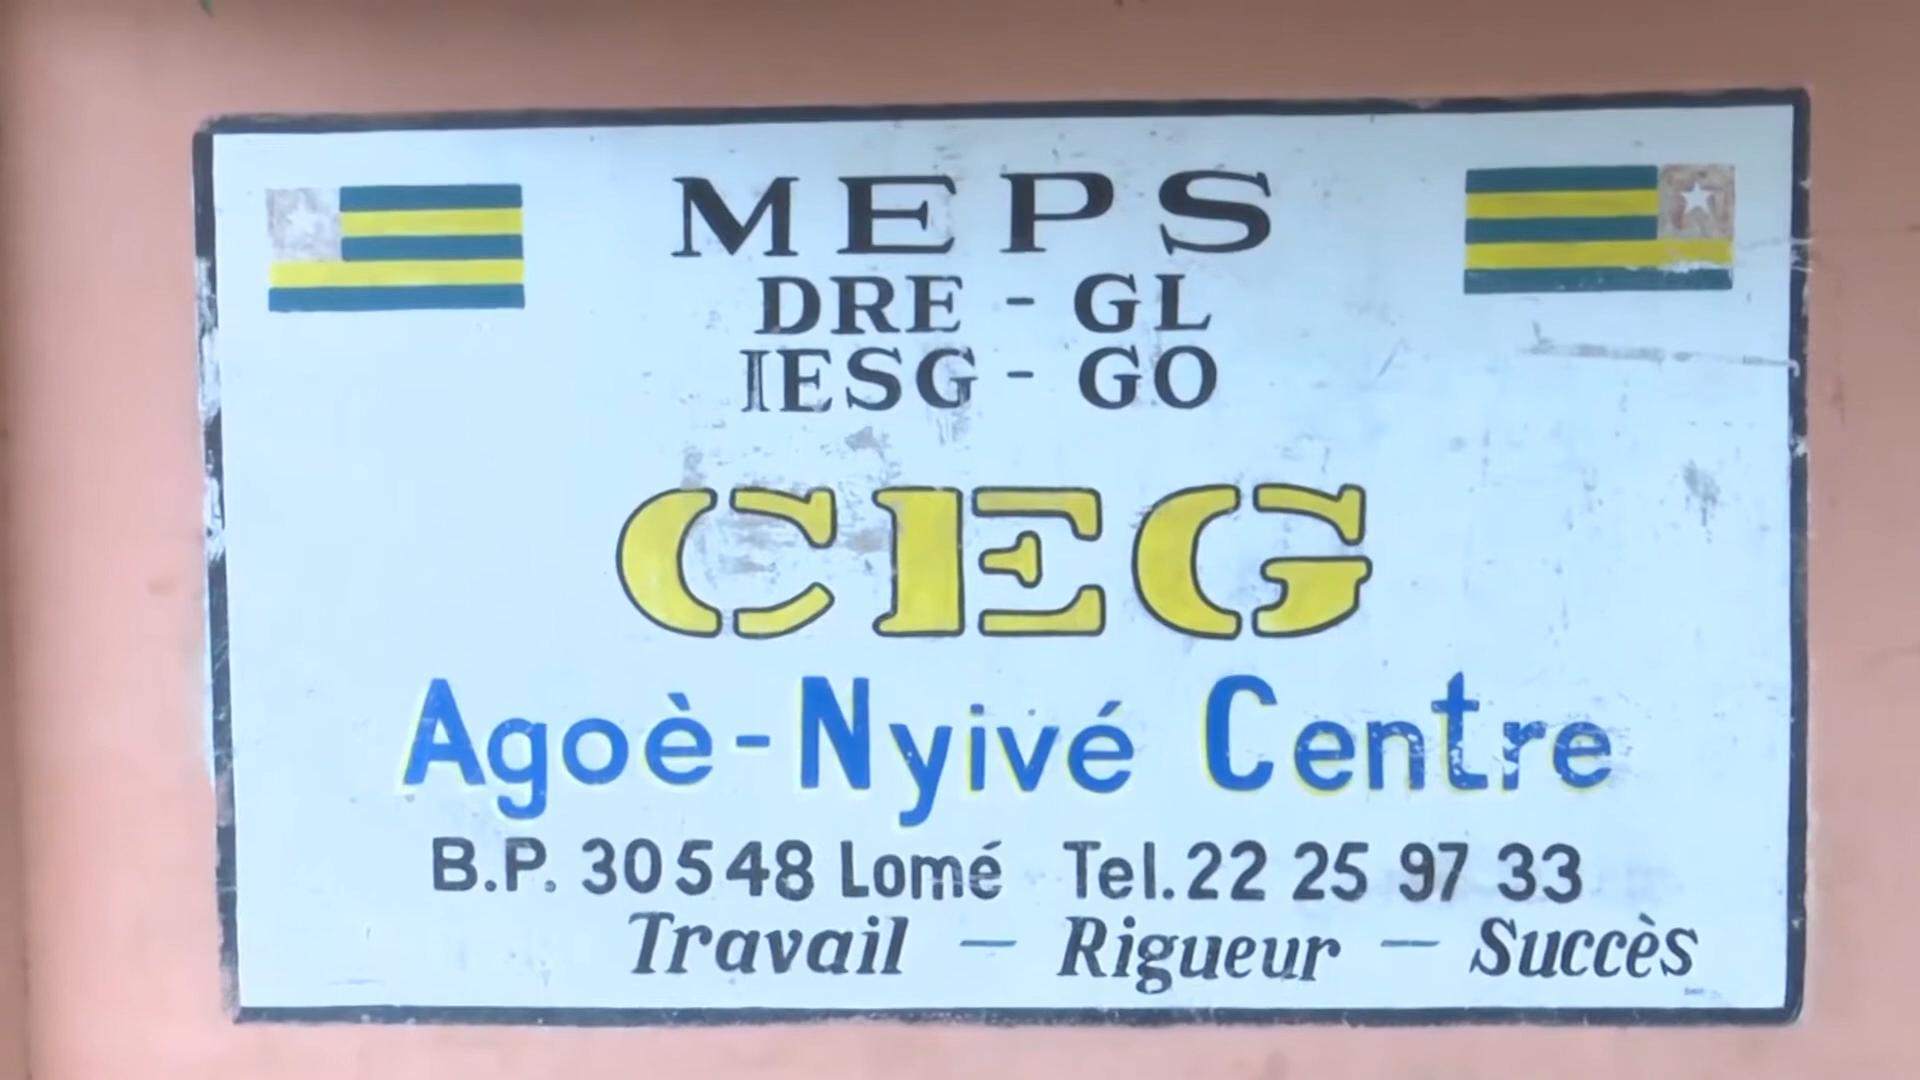 MEPS
DRE - GL
IESG - GO
CEG
Agoè-Nyivé Centre
B.P. 30548 Lomé Tel. 22 25 97 33
Travail - Rigueur - Succès